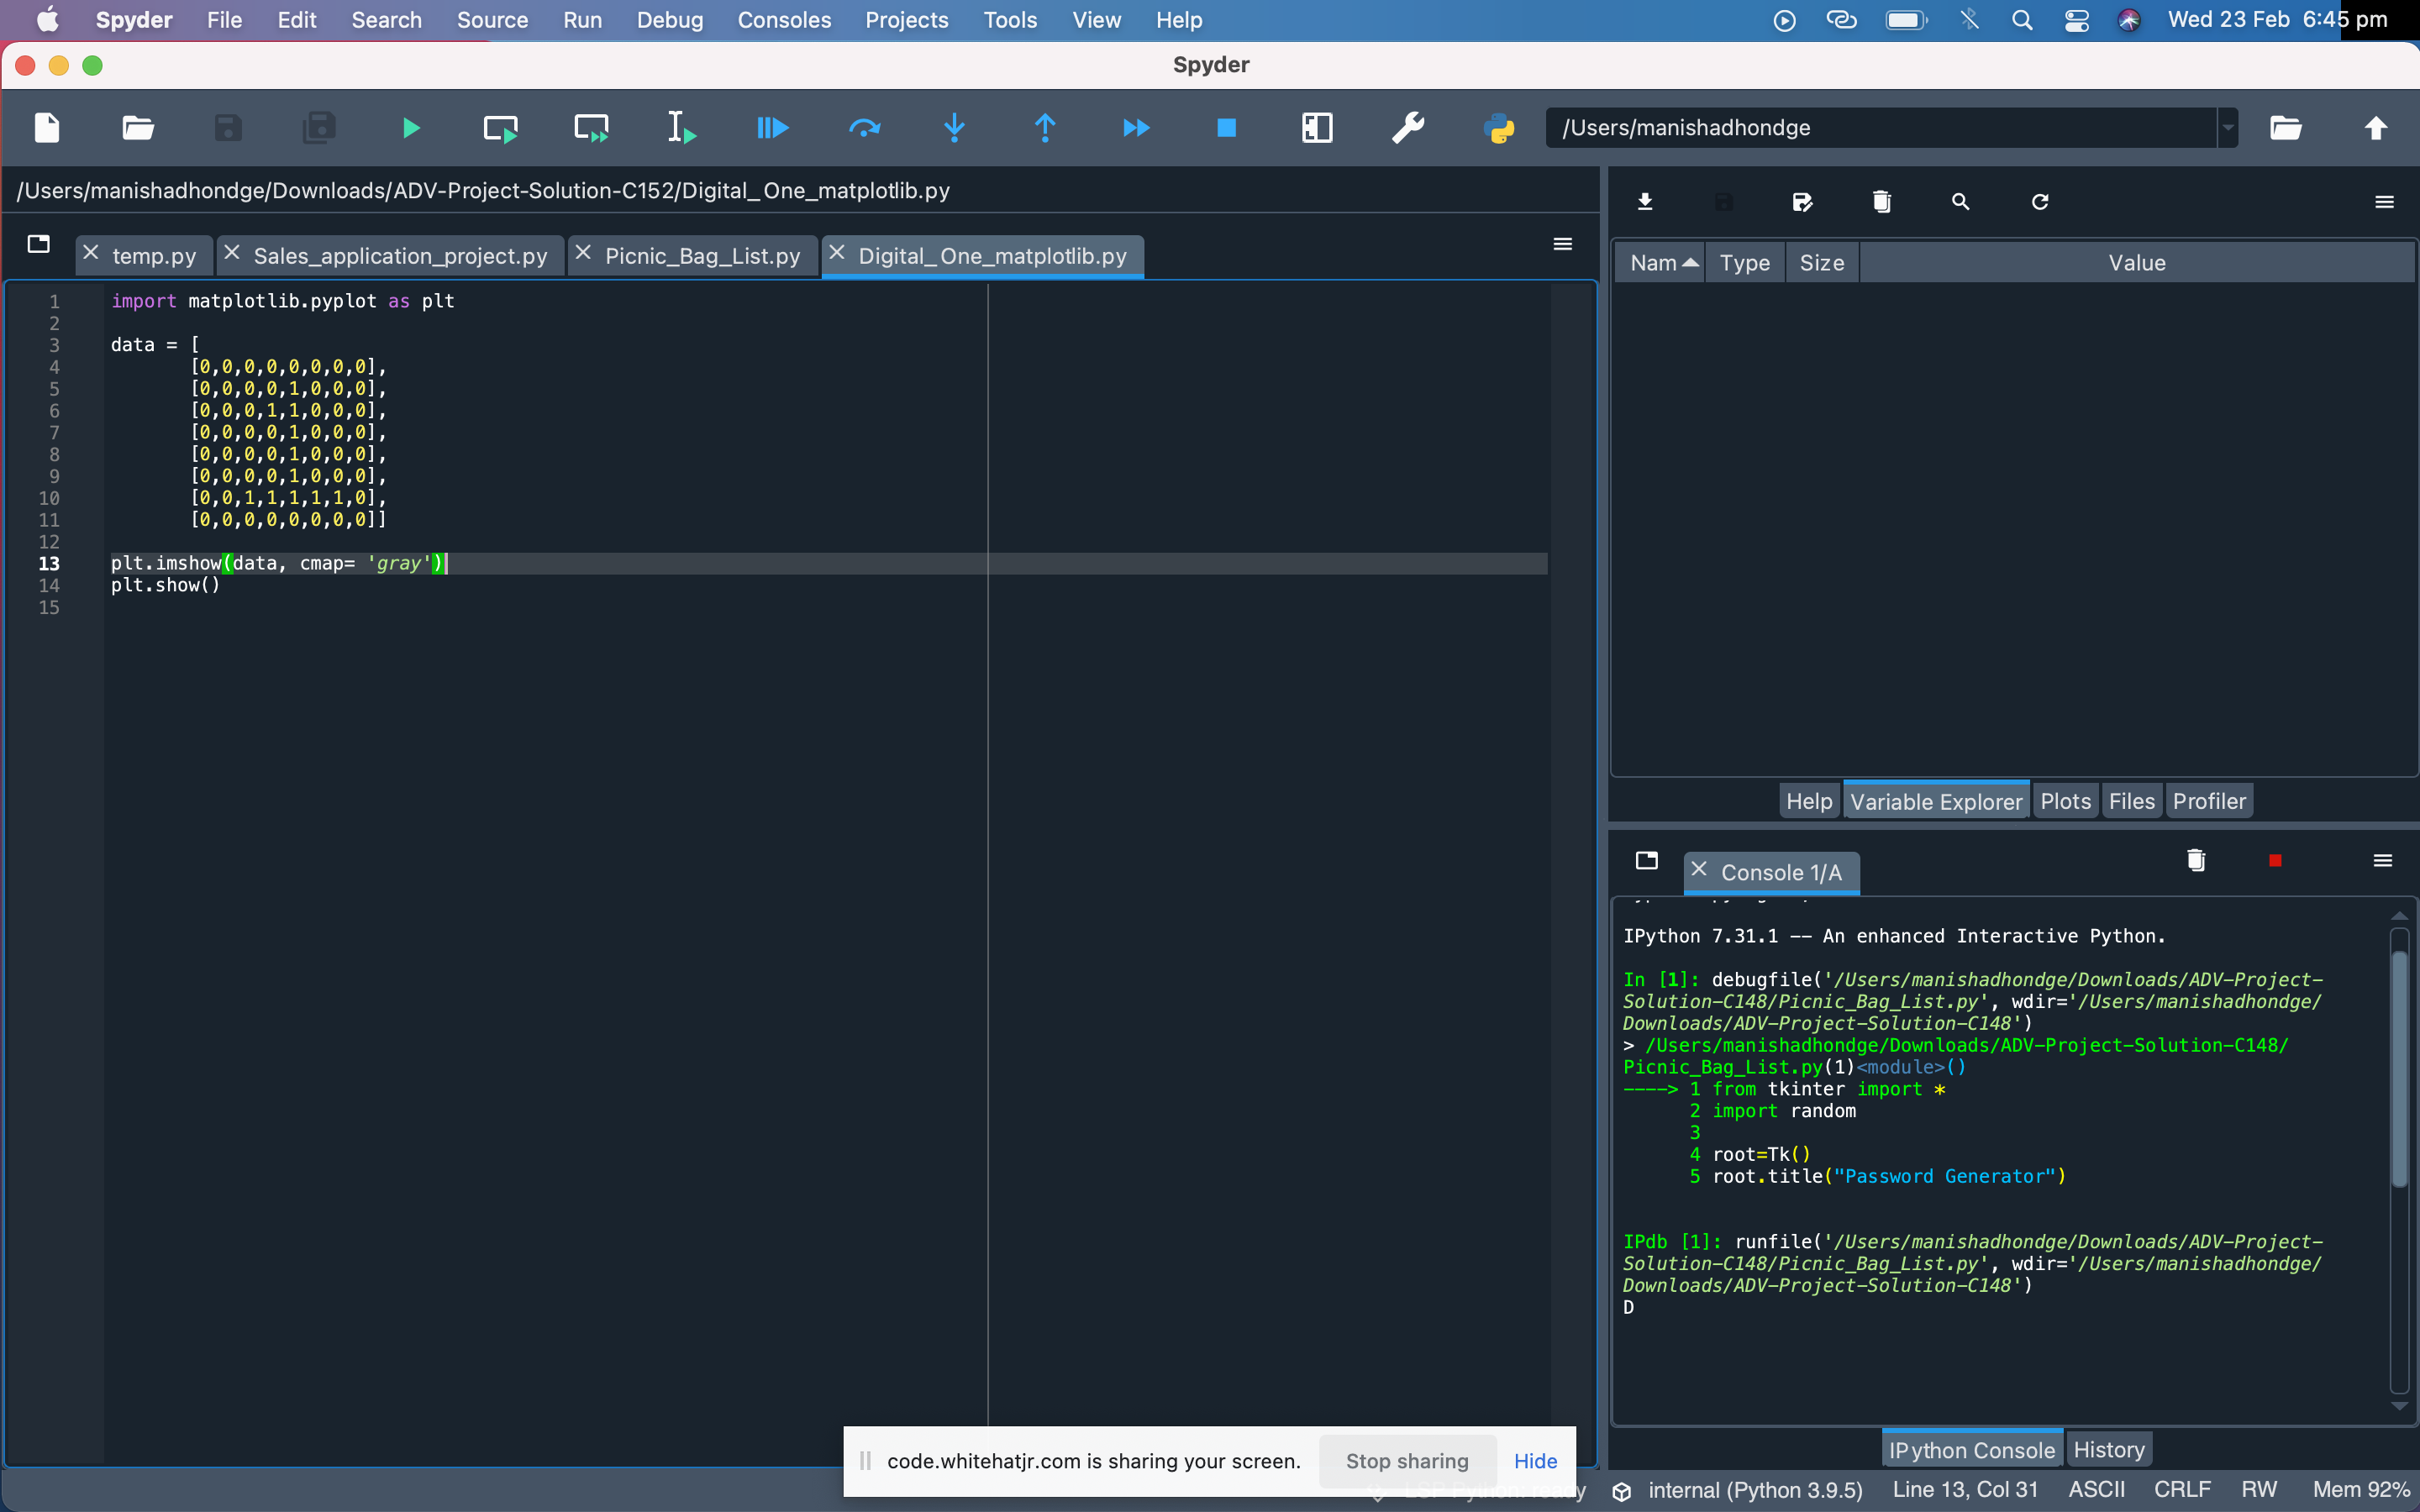 Spyder File Edit Search Source Run Debug Consoles Projects Tools View Help Wed 23 Feb 6:45 pm
Spyder
/Users/manishadhondge
/Users/manishadhondge/Downloads/ADV-Project-Solution-C152/Digital_One_matplotlib.py
temp.py Sales_application_project.py Picnic_Bag_List.py Digital_One_matplotlib.py
1 import matplotlib.pyplot as plt
2
3 data = [
4 [0,0,0,0,0,0,0,0],
5 [0,0,0,0,1,0,0,0],
6 [0,0,0,1,1,0,0,0],
7 [0,0,0,0,1,0,0,0],
8 [0,0,0,0,1,0,0,0],
9 [0,0,0,0,1,0,0,0],
10 [0,0,1,1,1,1,1,0],
11 [0,0,0,0,0,0,0,0]]
12
13 plt.imshow(data, cmap= 'gray')
14 plt.show()
15
Nam Type Size Value
Help Variable Explorer Plots Files Profiler
Console 1/A
IPython 7.31.1 -- An enhanced Interactive Python.
In [1]: debugfile('/Users/manishadhondge/Downloads/ADV-Project-
Solution-C148/Picnic_Bag_List.py', wdir='/Users/manishadhondge/
Downloads/ADV-Project-Solution-C148')
> /Users/manishadhondge/Downloads/ADV-Project-Solution-C148/
Picnic_Bag_List.py(1)<module>()
----> 1 from tkinter import *
2 import random
3
4 root=Tk()
5 root.title("Password Generator")
IPdb [1]: runfile('/Users/manishadhondge/Downloads/ADV-Project-
Solution-C148/Picnic_Bag_List.py', wdir='/Users/manishadhondge/
Downloads/ADV-Project-Solution-C148')
D
IPython Console History
code.whitehatjr.com is sharing your screen. Stop sharing Hide
internal (Python 3.9.5) Line 13, Col 31 ASCII CRLF RW Mem 92%